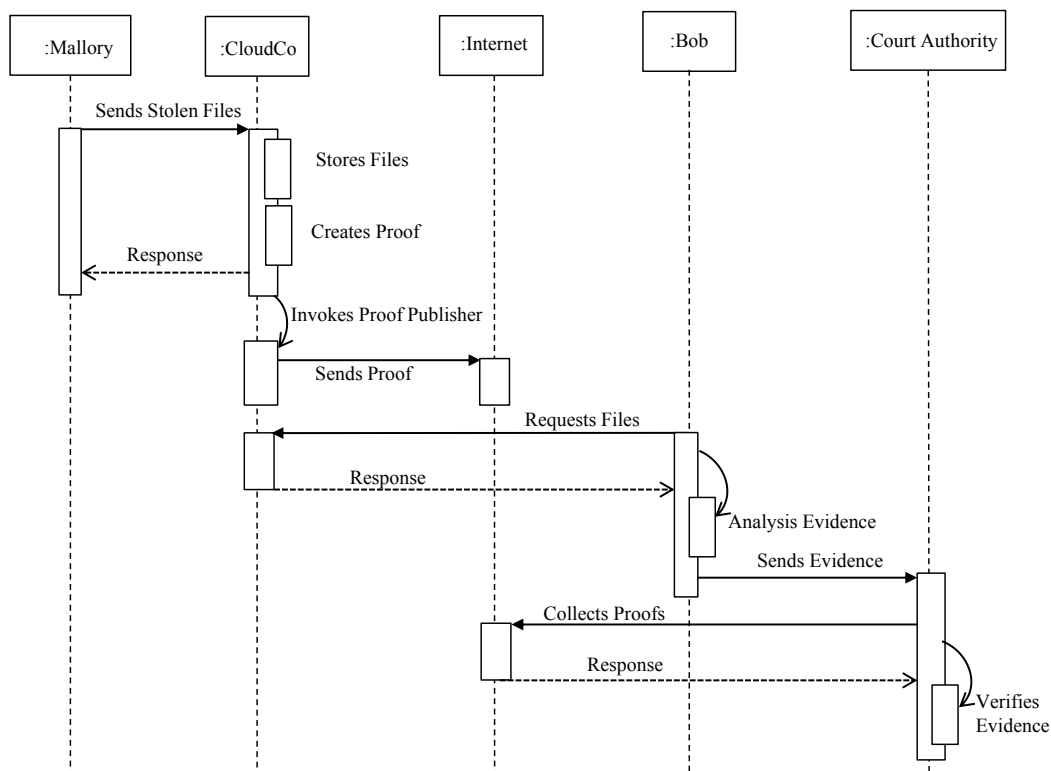 :Mallory
:CloudCo
:Internet
:Bob
:Court Authority
Sends Stolen Files
Stores Files
Creates Proof
Response
Invokes Proof Publisher
Sends Proof
Requests Files
Response
Analysis Evidence
Sends Evidence
Collects Proofs
Response
Verifies
Evidence